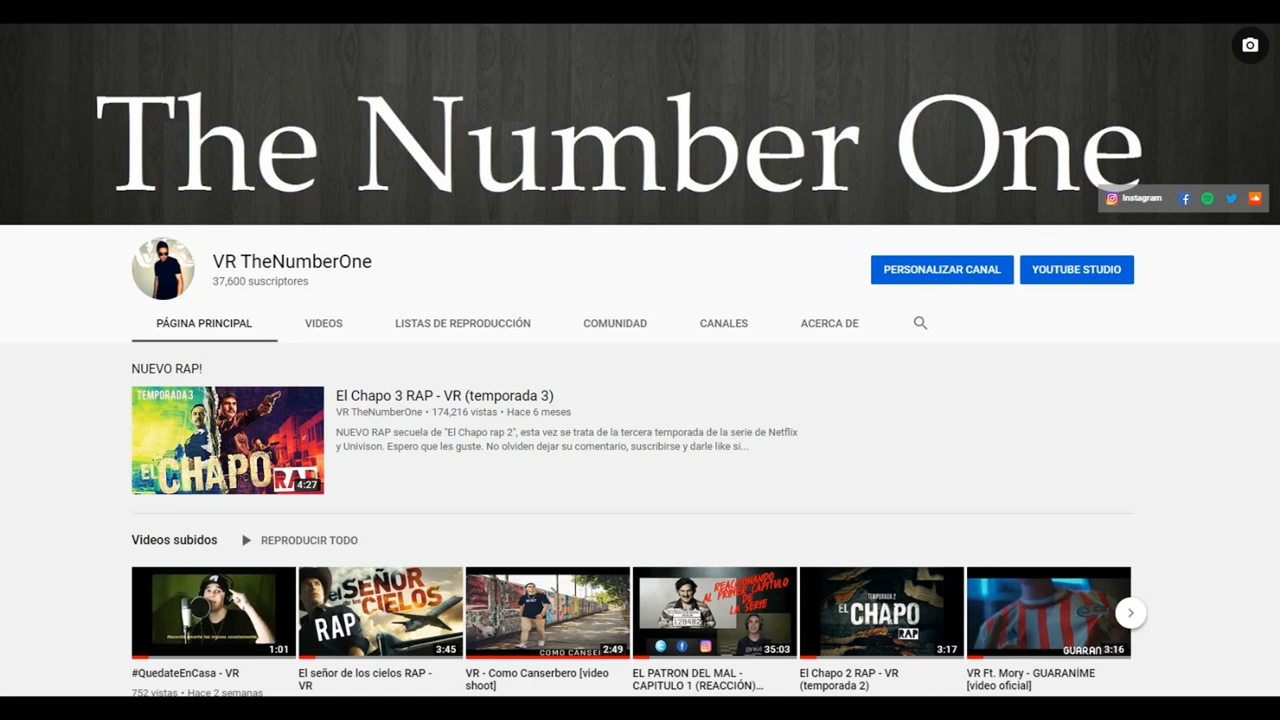 The Number One
Instagram
VR TheNumberOne
37,600 suscriptores
PERSONALIZAR CANAL
YOUTUBE STUDIO
PÁGINA PRINCIPAL
VIDEOS
LISTAS DE REPRODUCCIÓN
COMUNIDAD
CANALES
ACERCA DE
NUEVO RAP!
TEMPORADA 3
EL CHAPO
RAP
4:27
El Chapo 3 RAP - VR (temporada 3)
VR TheNumberOne • 174,216 vistas • Hace 6 meses
NUEVO RAP secuela de "El Chapo rap 2", esta vez se trata de la tercera temporada de la serie de Netflix
y Univison. Espero que les guste. No olviden dejar su comentario, suscribirse y darle like si...
Videos subidos
REPRODUCIR TODO
1:01
el SEÑOR
de los CIELOS
RAP
3:45
COMO CANSER
2:49
REACCIONANDO
AL PRIMER CAPITULO
DE LA
SERIE
35:03
TEMPORADA 2
EL CHAPO
RAP
3:17
GUARAN
3:16
#QuedateEnCasa - VR
752 vistas • Hace 2 semanas
El señor de los cielos RAP -
VR
VR - Como Canserbero [video
shoot]
EL PATRON DEL MAL -
CAPITULO 1 (REACCIÓN)...
El Chapo 2 RAP - VR
(temporada 2)
VR Ft. Mory - GUARANÍME
[video oficial]